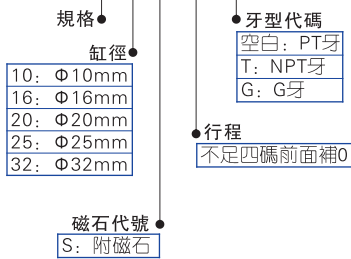 規格
牙型代碼
空白：PT牙
T：NPT牙
G：G牙
缸徑
10：Φ10mm
16：Φ16mm
20：Φ20mm
25：Φ25mm
32：Φ32mm
行程
不足四碼前面補0
磁石代號
S：附磁石